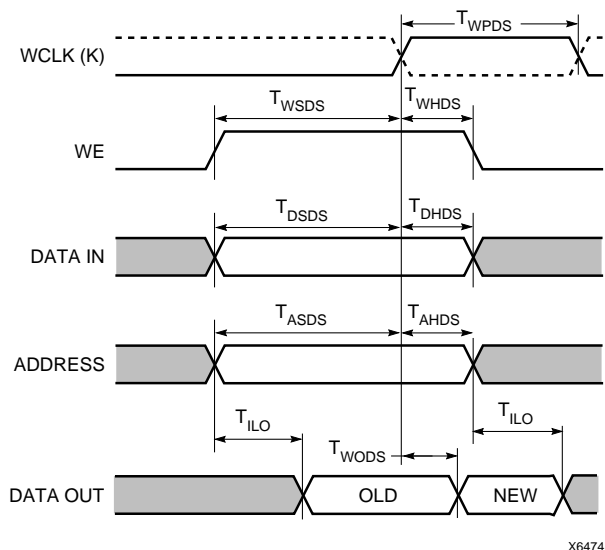 T_WPDS
WCLK (K)
T_WSDS T_WHDS
WE
T_DSDS T_DHDS
DATA IN
T_ASDS T_AHDS
ADDRESS
T_ILO T_ILO
T_WODS
DATA OUT OLD NEW
X6474